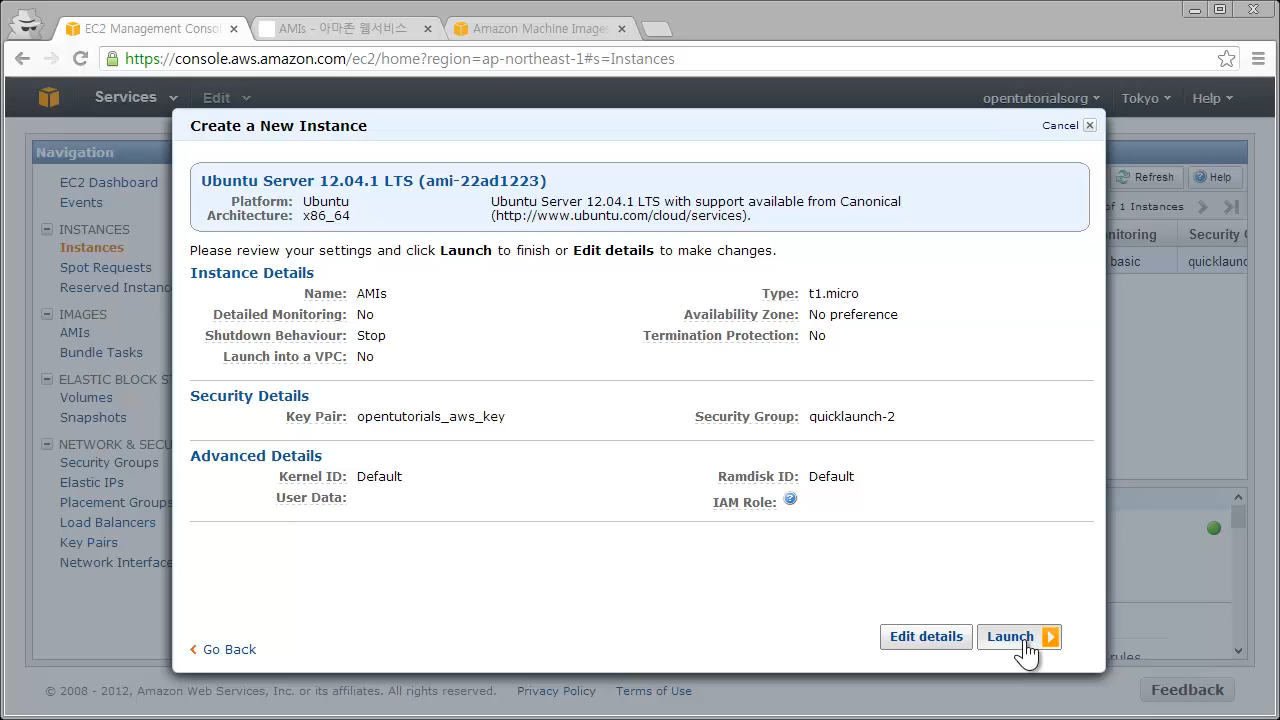 EC2 Management Consol
AMIs - 아마존 웹서비스
Amazon Machine Image
https://console.aws.amazon.com/ec2/home?region=ap-northeast-1#s=Instances
Services Edit opentutorialsorg Tokyo Help
Create a New Instance Cancel
Navigation
EC2 Dashboard
Events
INSTANCES
Instances
Spot Requests
Reserved Instanc
IMAGES
AMIs
Bundle Tasks
ELASTIC BLOCK ST
Volumes
Snapshots
NETWORK & SECU
Security Groups
Elastic IPs
Placement Groups
Load Balancers
Key Pairs
Network Interface
Ubuntu Server 12.04.1 LTS (ami-22ad1223)
Platform: Ubuntu
Architecture: x86_64
Ubuntu Server 12.04.1 LTS with support available from Canonical
(http://www.ubuntu.com/cloud/services).
Please review your settings and click Launch to finish or Edit details to make changes.
Instance Details
Name: AMIs Type: t1.micro
Detailed Monitoring: No Availability Zone: No preference
Shutdown Behaviour: Stop Termination Protection: No
Launch into a VPC: No
Security Details
Key Pair: opentutorials_aws_key Security Group: quicklaunch-2
Advanced Details
Kernel ID: Default Ramdisk ID: Default
User Data: IAM Role:
Go Back Edit details Launch
Refresh Help
of 1 Instances
nitoring Security G
basic quicklaunc
rules
© 2008 - 2012, Amazon Web Services, Inc. or its affiliates. All rights reserved. Privacy Policy Terms of Use Feedback